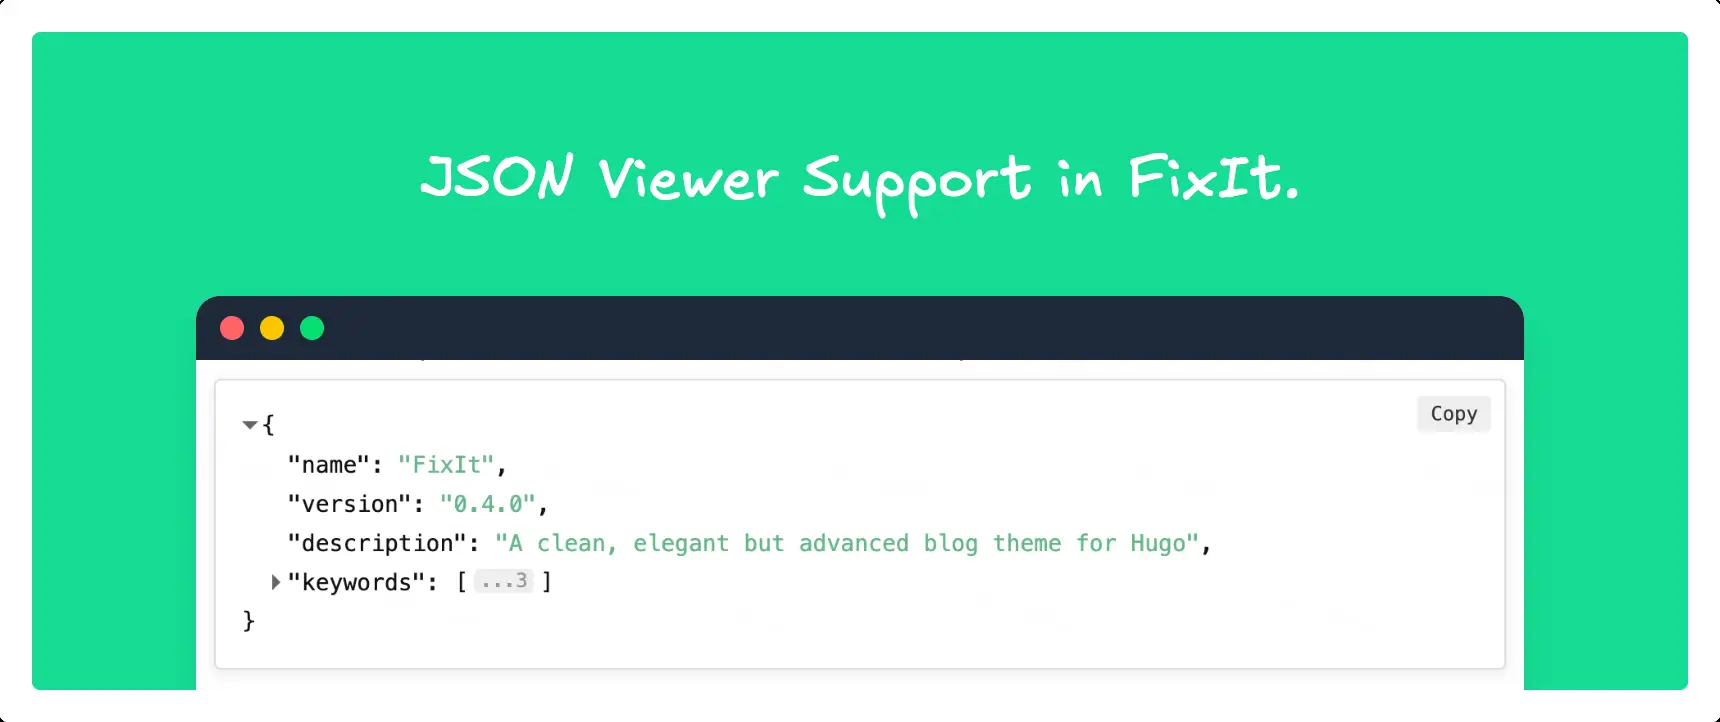 JSON Viewer Support in FixIt.
Copy
{
"name": "FixIt",
"version": "0.4.0",
"description": "A clean, elegant but advanced blog theme for Hugo",
"keywords": [ ...3 ]
}